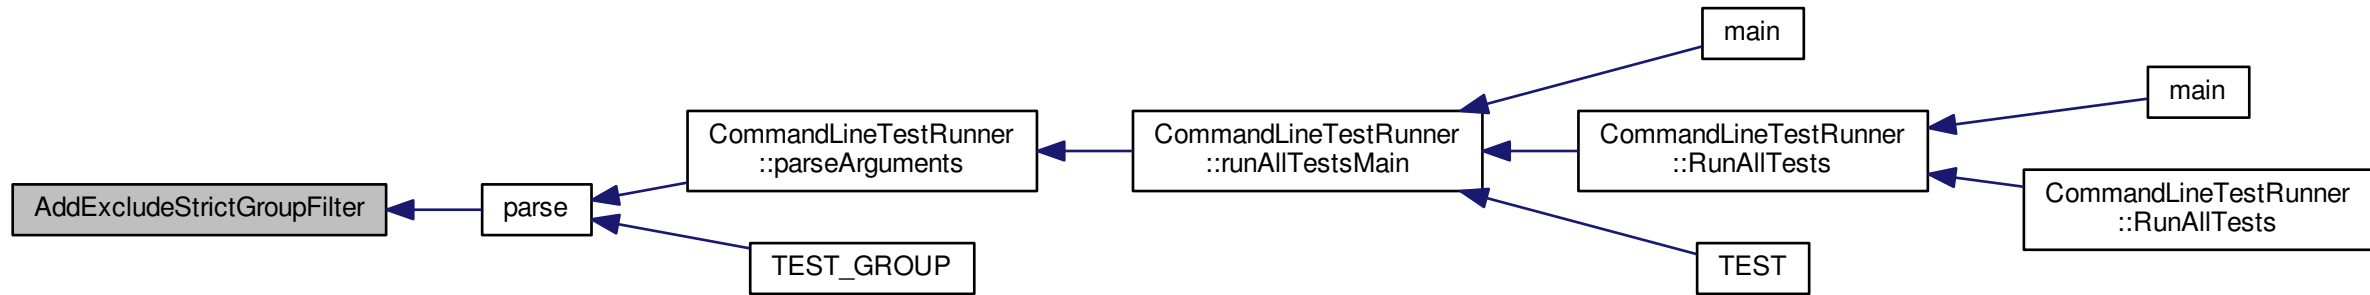 AddExcludeStrictGroupFilter
parse
CommandLineTestRunner
::parseArguments
TEST_GROUP
CommandLineTestRunner
::runAllTestsMain
main
CommandLineTestRunner
::RunAllTests
TEST
main
CommandLineTestRunner
::RunAllTests